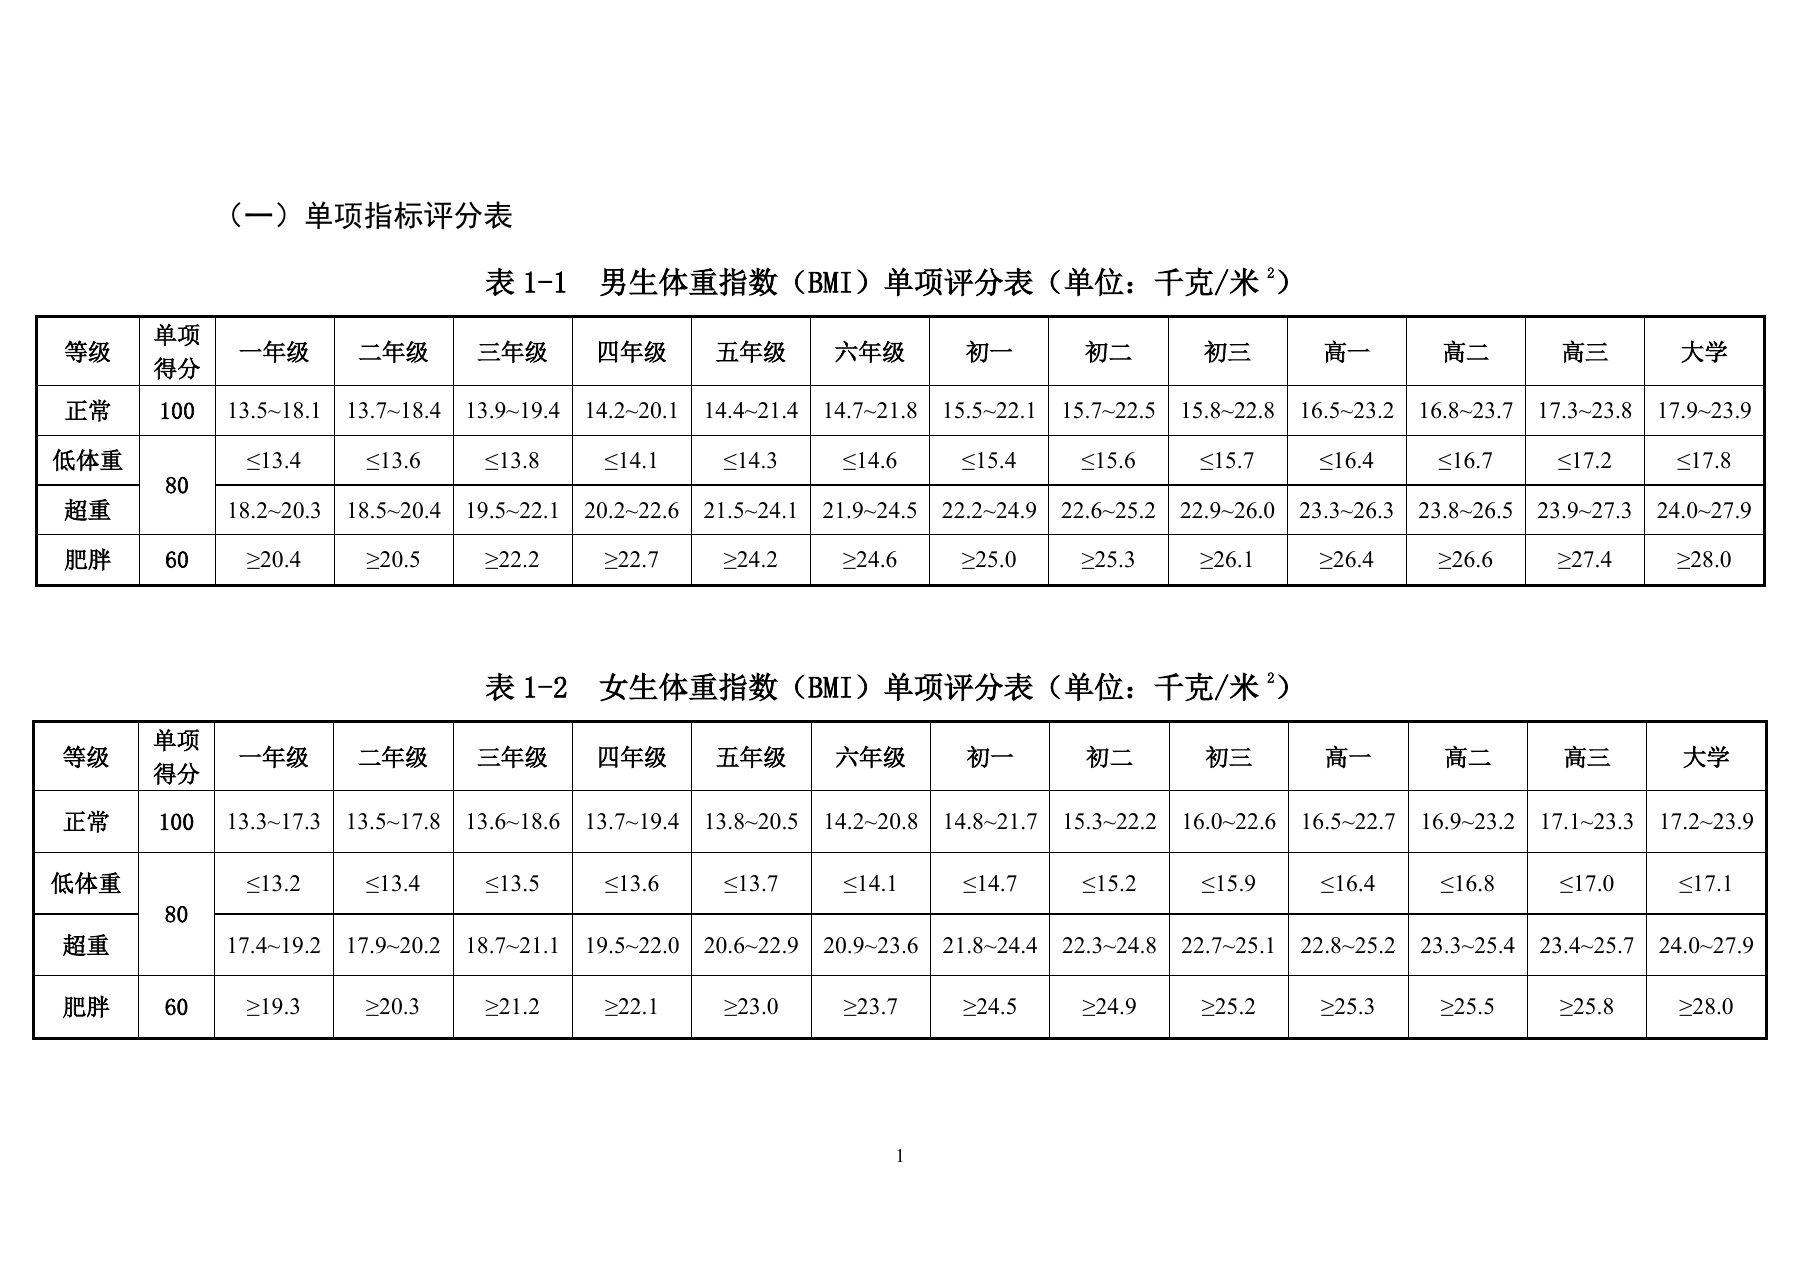 （一）单项指标评分表
表 1-1 男生体重指数（BMI）单项评分表（单位：千克/米²）
等级 单项得分 一年级 二年级 三年级 四年级 五年级 六年级 初一 初二 初三 高一 高二 高三 大学
正常 100 13.5~18.1 13.7~18.4 13.9~19.4 14.2~20.1 14.4~21.4 14.7~21.8 15.5~22.1 15.7~22.5 15.8~22.8 16.5~23.2 16.8~23.7 17.3~23.8 17.9~23.9
低体重 80 ≤13.4 ≤13.6 ≤13.8 ≤14.1 ≤14.3 ≤14.6 ≤15.4 ≤15.6 ≤15.7 ≤16.4 ≤16.7 ≤17.2 ≤17.8
超重 18.2~20.3 18.5~20.4 19.5~22.1 20.2~22.6 21.5~24.1 21.9~24.5 22.2~24.9 22.6~25.2 22.9~26.0 23.3~26.3 23.8~26.5 23.9~27.3 24.0~27.9
肥胖 60 ≥20.4 ≥20.5 ≥22.2 ≥22.7 ≥24.2 ≥24.6 ≥25.0 ≥25.3 ≥26.1 ≥26.4 ≥26.6 ≥27.4 ≥28.0
表 1-2 女生体重指数（BMI）单项评分表（单位：千克/米²）
等级 单项得分 一年级 二年级 三年级 四年级 五年级 六年级 初一 初二 初三 高一 高二 高三 大学
正常 100 13.3~17.3 13.5~17.8 13.6~18.6 13.7~19.4 13.8~20.5 14.2~20.8 14.8~21.7 15.3~22.2 16.0~22.6 16.5~22.7 16.9~23.2 17.1~23.3 17.2~23.9
低体重 80 ≤13.2 ≤13.4 ≤13.5 ≤13.6 ≤13.7 ≤14.1 ≤14.7 ≤15.2 ≤15.9 ≤16.4 ≤16.8 ≤17.0 ≤17.1
超重 17.4~19.2 17.9~20.2 18.7~21.1 19.5~22.0 20.6~22.9 20.9~23.6 21.8~24.4 22.3~24.8 22.7~25.1 22.8~25.2 23.3~25.4 23.4~25.7 24.0~27.9
肥胖 60 ≥19.3 ≥20.3 ≥21.2 ≥22.1 ≥23.0 ≥23.7 ≥24.5 ≥24.9 ≥25.2 ≥25.3 ≥25.5 ≥25.8 ≥28.0
1